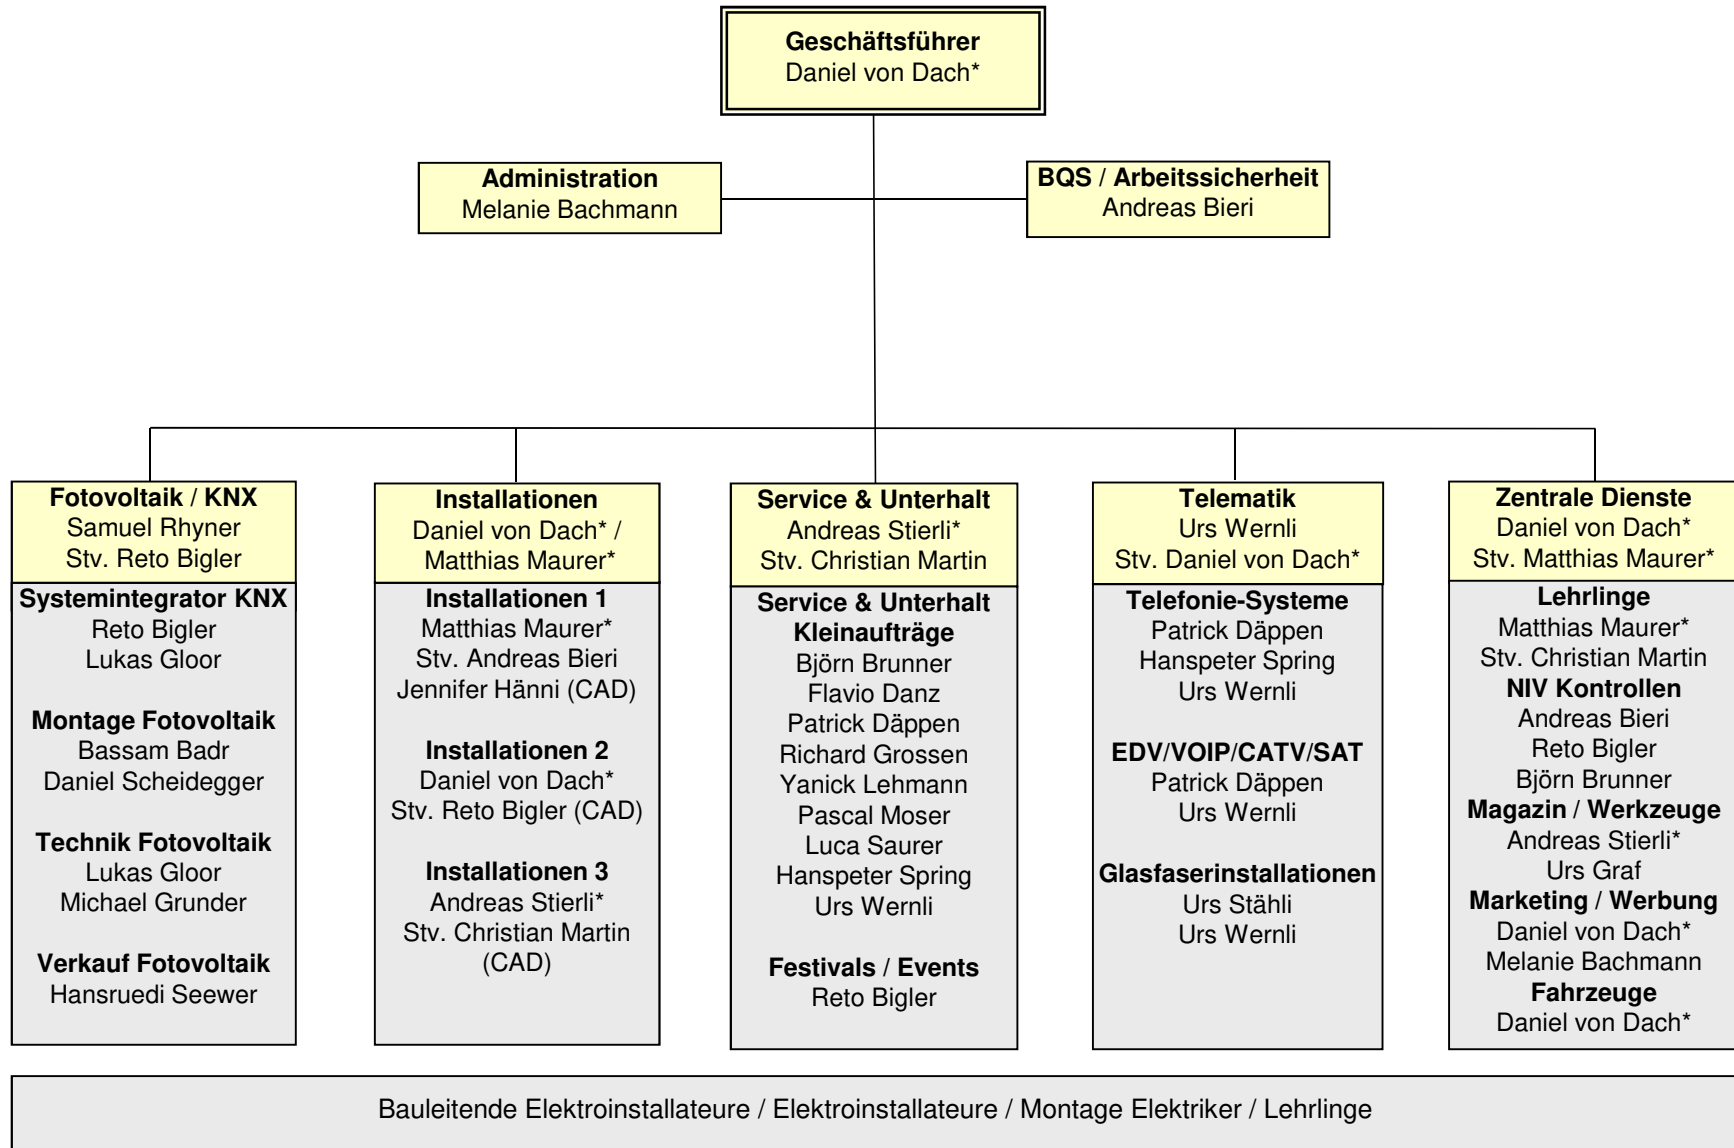 Geschäftsführer
Daniel von Dach*
Administration
Melanie Bachmann
BQS / Arbeitssicherheit
Andreas Bieri
Fotovoltaik / KNX
Samuel Rhyner
Stv. Reto Bigler
Systemintegrator KNX
Reto Bigler
Lukas Gloor
Montage Fotovoltaik
Bassam Badr
Daniel Scheidegger
Technik Fotovoltaik
Lukas Gloor
Michael Grunder
Verkauf Fotovoltaik
Hansruedi Seewer
Installationen
Daniel von Dach* /
Matthias Maurer*
Installationen 1
Matthias Maurer*
Stv. Andreas Bieri
Jennifer Hänni (CAD)
Installationen 2
Daniel von Dach*
Stv. Reto Bigler (CAD)
Installationen 3
Andreas Stierli*
Stv. Christian Martin
(CAD)
Service & Unterhalt
Andreas Stierli*
Stv. Christian Martin
Service & Unterhalt
Kleinaufträge
Björn Brunner
Flavio Danz
Patrick Däppen
Richard Grossen
Yanick Lehmann
Pascal Moser
Luca Saurer
Hanspeter Spring
Urs Wernli
Festivals / Events
Reto Bigler
Telematik
Urs Wernli
Stv. Daniel von Dach*
Telefonie-Systeme
Patrick Däppen
Hanspeter Spring
Urs Wernli
EDV/VOIP/CATV/SAT
Patrick Däppen
Urs Wernli
Glasfaserinstallationen
Urs Stähli
Urs Wernli
Zentrale Dienste
Daniel von Dach*
Stv. Matthias Maurer*
Lehrlinge
Matthias Maurer*
Stv. Christian Martin
NIV Kontrollen
Andreas Bieri
Reto Bigler
Björn Brunner
Magazin / Werkzeuge
Andreas Stierli*
Urs Graf
Marketing / Werbung
Daniel von Dach*
Melanie Bachmann
Fahrzeuge
Daniel von Dach*
Bauleitende Elektroinstallateure / Elektroinstallateure / Montage Elektriker / Lehrlinge